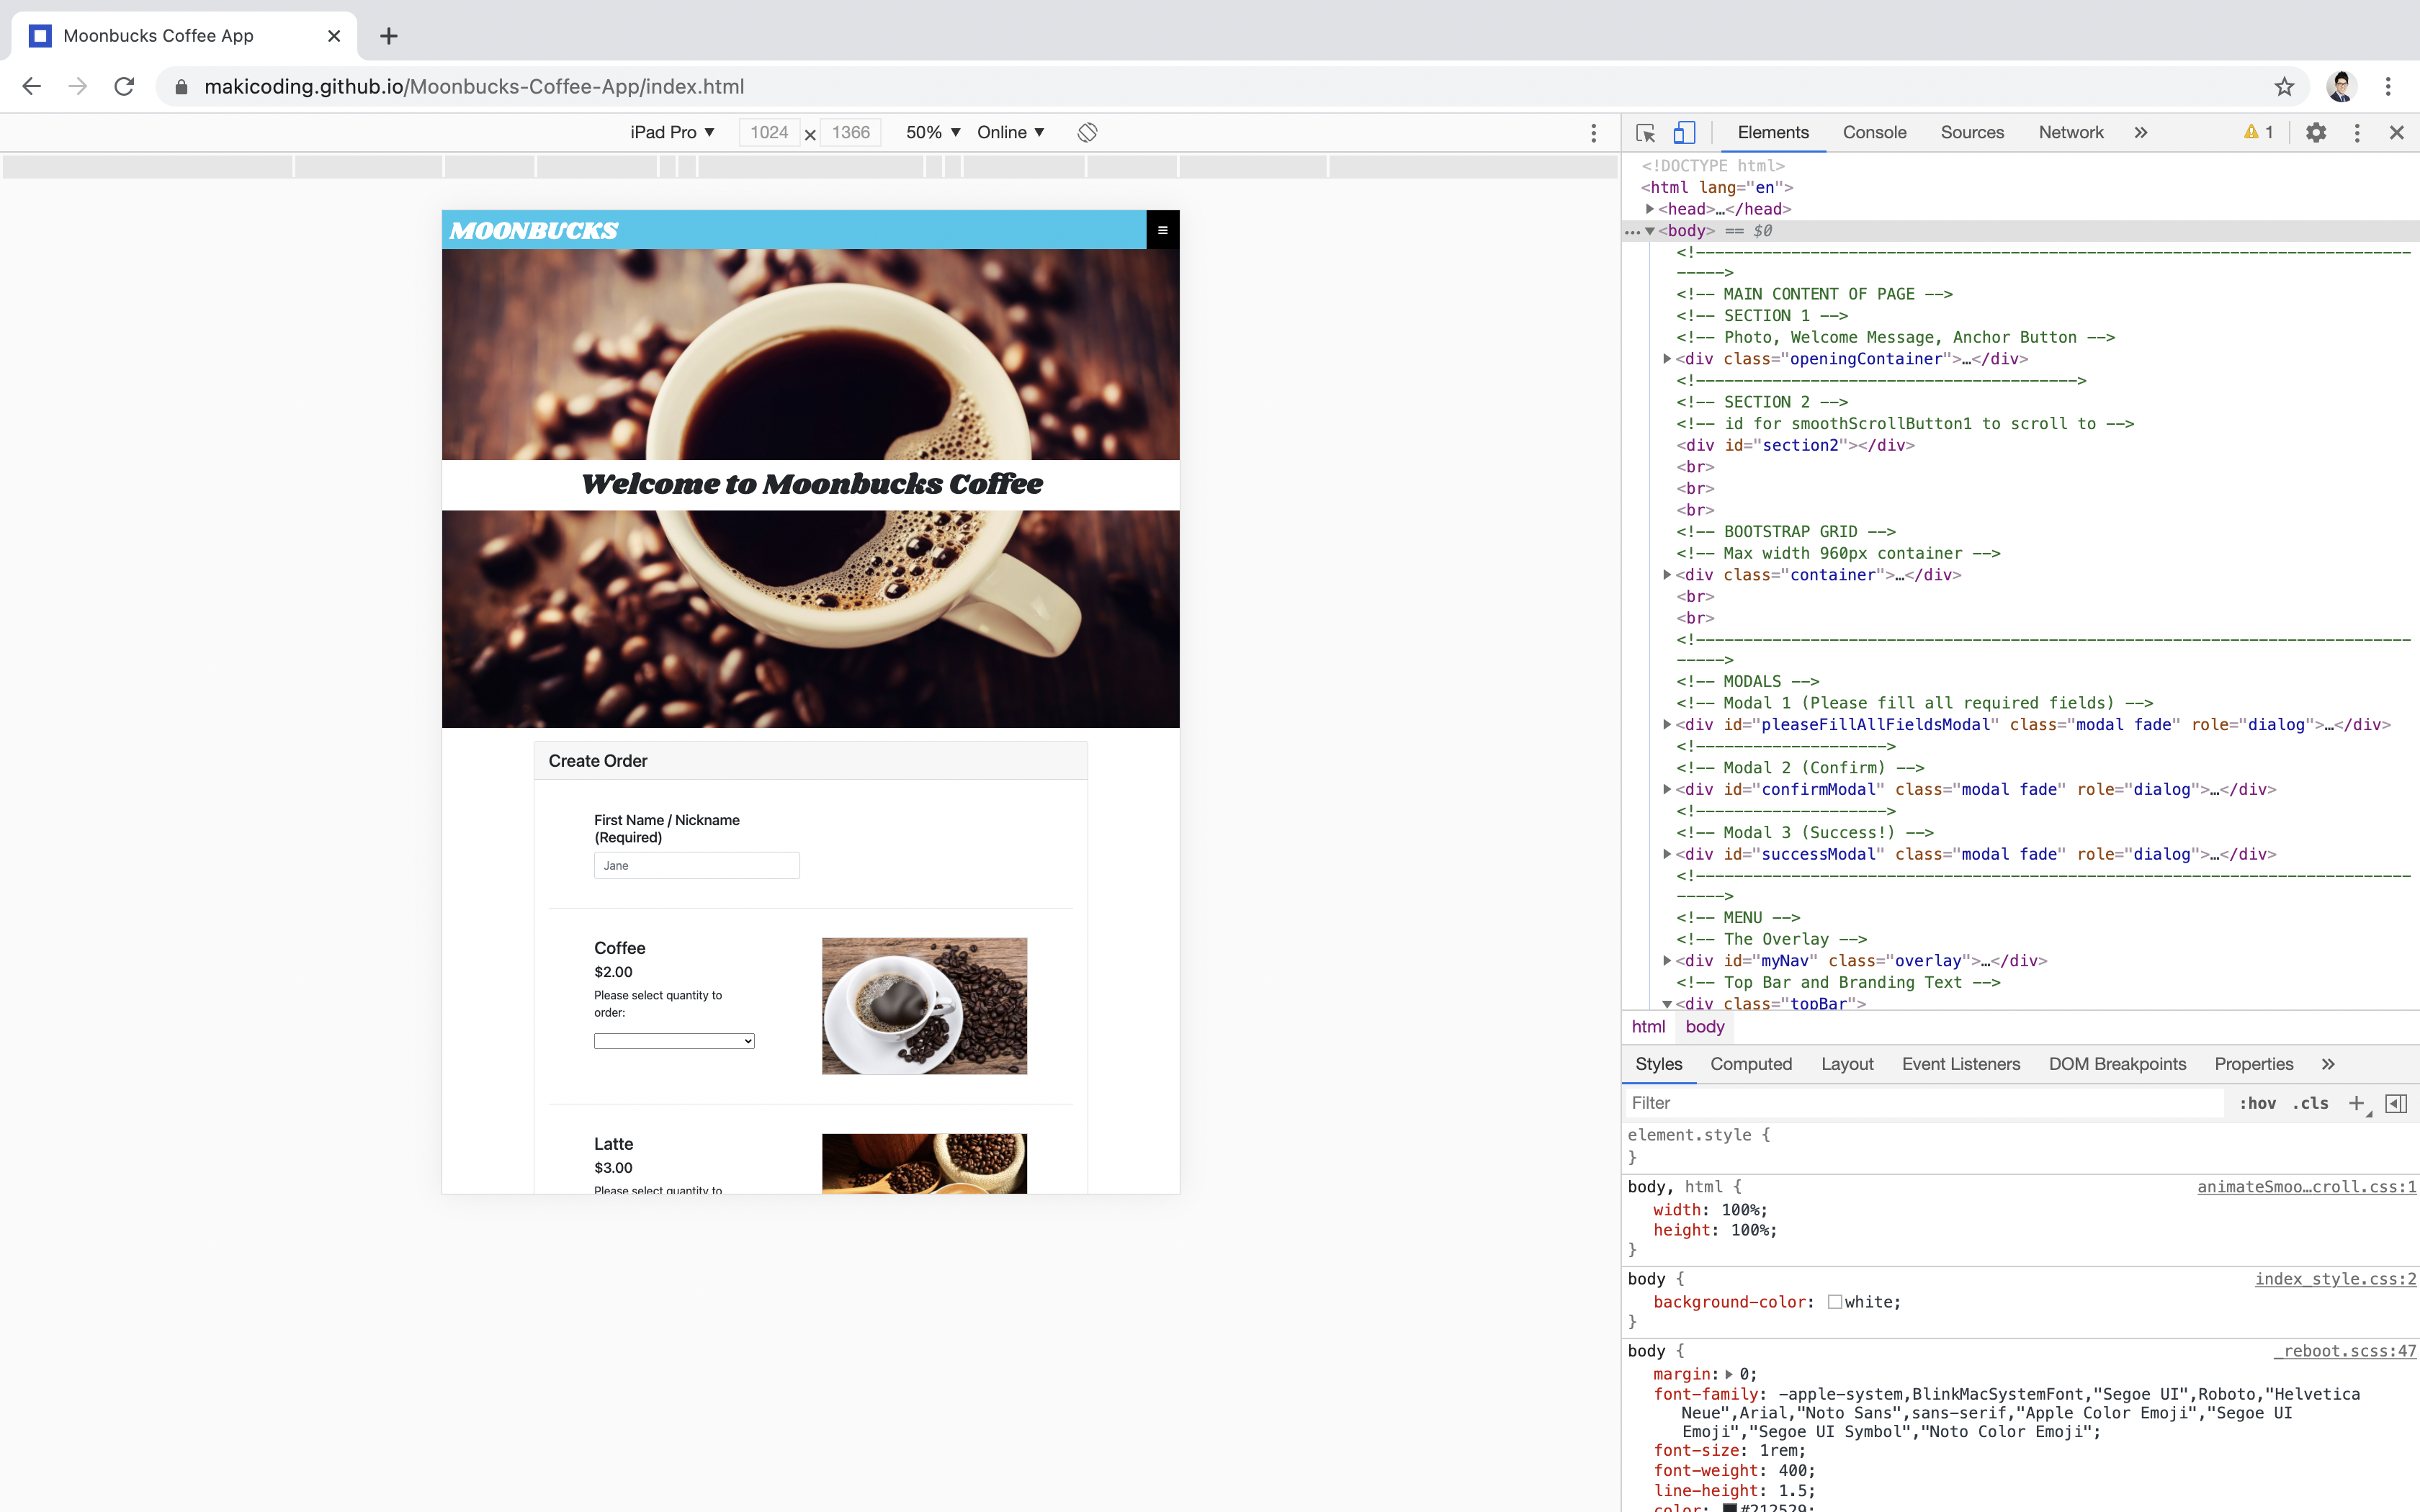 Moonbucks Coffee App
makicoding.github.io/Moonbucks-Coffee-App/index.html
iPad Pro ▼ 1024 × 1366 50% ▼ Online ▼
MOONBUCKS
Welcome to Moonbucks Coffee
Create Order
First Name / Nickname
(Required)
Jane
Coffee
$2.00
Please select quantity to
order:
Latte
$3.00
Please select quantity to
Elements Console Sources Network » 1
<!DOCTYPE html>
<html lang="en">
<head>…</head>
<body> == $0
<!---------------------------------------------------------------------------
----->
<!-- MAIN CONTENT OF PAGE -->
<!-- SECTION 1 -->
<!-- Photo, Welcome Message, Anchor Button -->
<div class="openingContainer">…</div>
<!---------------------------------------->
<!-- SECTION 2 -->
<!-- id for smoothScrollButton1 to scroll to -->
<div id="section2"></div>
<br>
<br>
<br>
<!-- BOOTSTRAP GRID -->
<!-- Max width 960px container -->
<div class="container">…</div>
<br>
<br>
<!---------------------------------------------------------------------------
----->
<!-- MODALS -->
<!-- Modal 1 (Please fill all required fields) -->
<div id="pleaseFillAllFieldsModal" class="modal fade" role="dialog">…</div>
<!-------------------->
<!-- Modal 2 (Confirm) -->
<div id="confirmModal" class="modal fade" role="dialog">…</div>
<!-------------------->
<!-- Modal 3 (Success!) -->
<div id="successModal" class="modal fade" role="dialog">…</div>
<!---------------------------------------------------------------------------
----->
<!-- MENU -->
<!-- The Overlay -->
<div id="myNav" class="overlay">…</div>
<!-- Top Bar and Branding Text -->
<div class="topBar">
html body
Styles Computed Layout Event Listeners DOM Breakpoints Properties »
Filter :hov .cls +
element.style {
}
body, html { animateSmoo…croll.css:1
width: 100%;
height: 100%;
}
body { index_style.css:2
background-color: white;
}
body { _reboot.scss:47
margin: 0;
font-family: -apple-system,BlinkMacSystemFont,"Segoe UI",Roboto,"Helvetica
Neue",Arial,"Noto Sans",sans-serif,"Apple Color Emoji","Segoe UI
Emoji","Segoe UI Symbol","Noto Color Emoji";
font-size: 1rem;
font-weight: 400;
line-height: 1.5;
color: #212529;